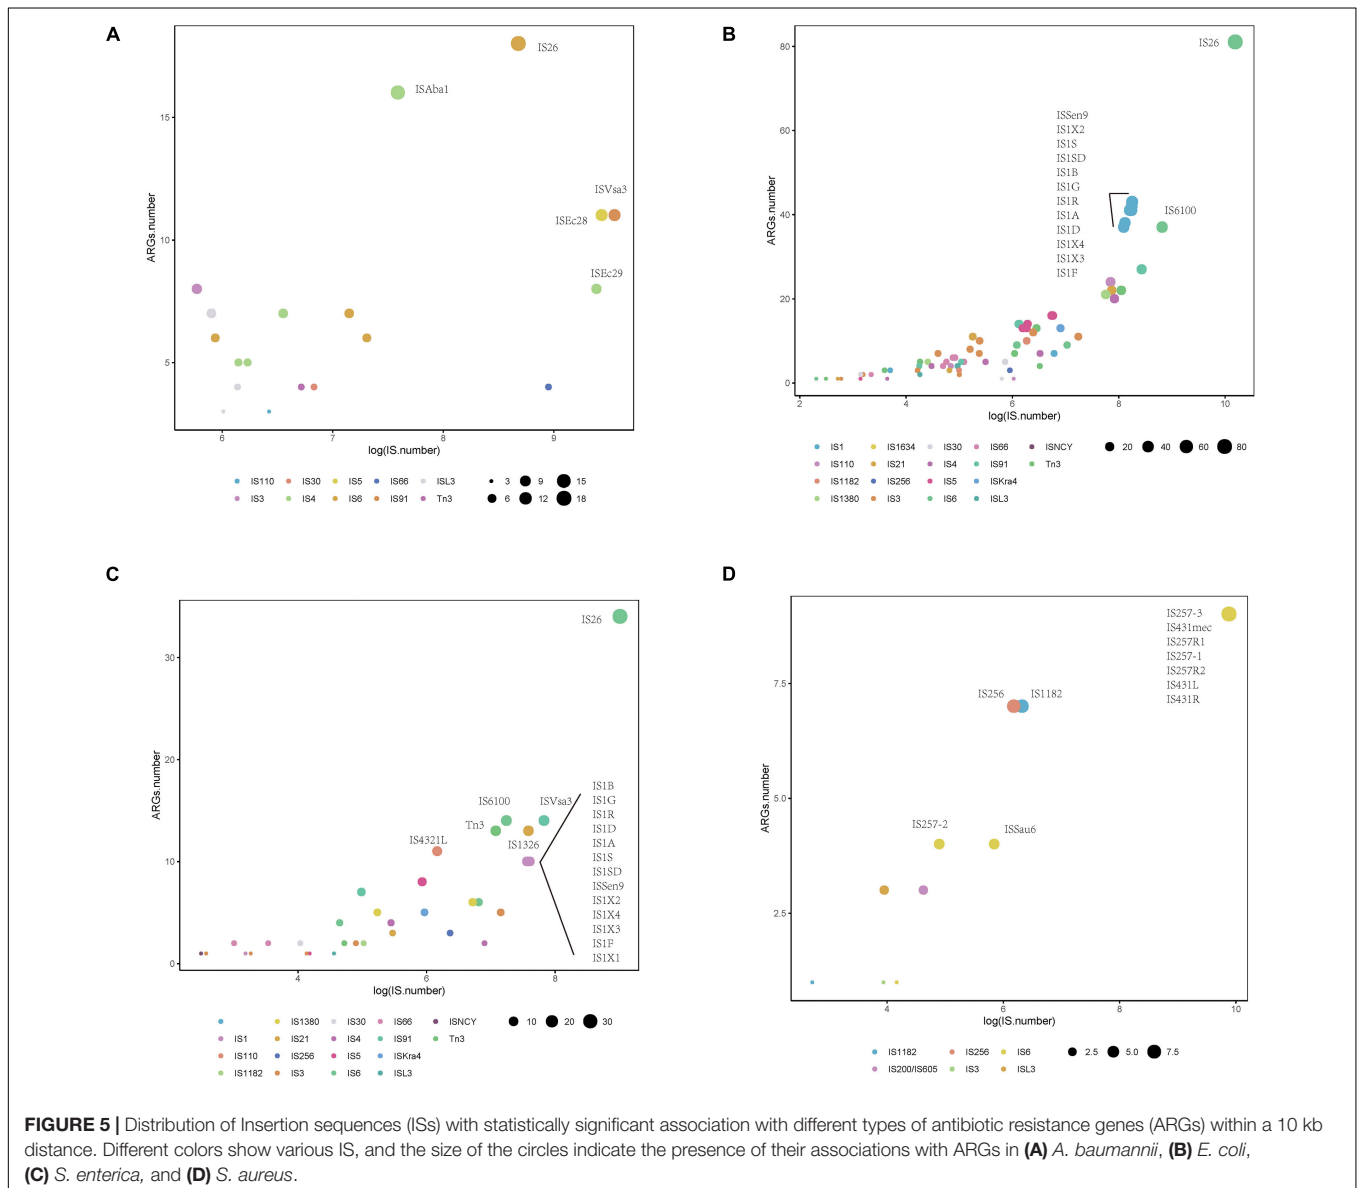 A
IS26
ISAba1
15
ISVsa3
ISEc28
ARGs.number
10
ISEc29
5
6
7
8
9
log(IS.number)
IS110
IS30
IS5
IS66
ISL3
3
9
15
IS3
IS4
IS6
IS91
Tn3
6
12
18
B
80
IS26
60
ISSen9
IS1X2
IS1S
IS1SD
IS1B
IS1G
IS1R
IS1A
IS1D
IS1X4
IS1X3
IS1F
IS6100
ARGs.number
40
20
0
2
4
6
8
10
log(IS.number)
IS1
IS1634
IS30
IS66
ISNCY
20
40
60
80
IS110
IS21
IS4
IS91
Tn3
IS1182
IS256
IS5
ISKra4
IS1380
IS3
IS6
ISL3
C
IS26
30
ARGs.number
20
IS6100
ISVsa3
Tn3
IS4321L
IS1326
10
0
IS1B
IS1G
IS1R
IS1D
IS1A
IS1S
IS1SD
ISSen9
IS1X2
IS1X4
IS1X3
IS1F
IS1X1
4
6
8
log(IS.number)
IS1380
IS30
IS66
ISNCY
10
20
30
IS1
IS21
IS4
IS91
Tn3
IS110
IS256
IS5
ISKra4
IS1182
IS3
IS6
ISL3
D
IS257-3
IS431mec
IS257R1
IS257-1
IS257R2
IS431L
IS431R
7.5
IS256
IS1182
ARGs.number
5.0
IS257-2
ISSau6
2.5
4
6
8
10
log(IS.number)
IS1182
IS256
IS6
2.5
5.0
7.5
IS200/IS605
IS3
ISL3
FIGURE 5 | Distribution of Insertion sequences (ISs) with statistically significant association with different types of antibiotic resistance genes (ARGs) within a 10 kb
distance. Different colors show various IS, and the size of the circles indicate the presence of their associations with ARGs in (A) A. baumannii, (B) E. coli,
(C) S. enterica, and (D) S. aureus.